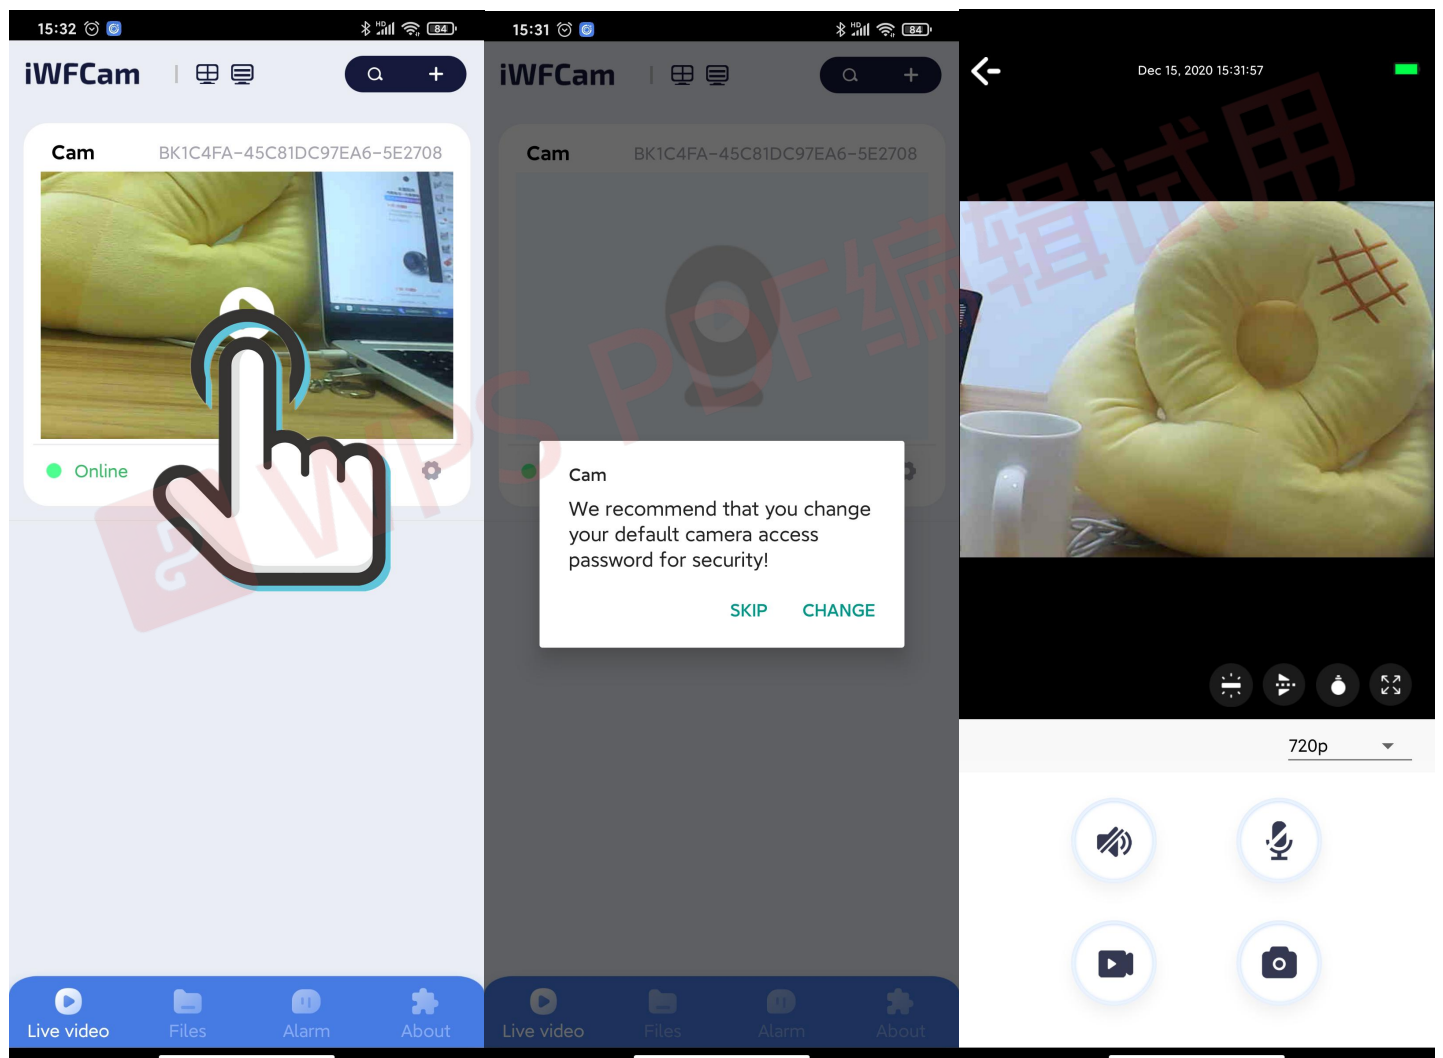 15:32
HD
84
iWFCam
Cam
BK1C4FA-45C81DC97EA6-5E2708
Online
Live video
Files
Alarm
About
15:31
HD
84
iWFCam
Cam
BK1C4FA-45C81DC97EA6-5E2708
Cam
We recommend that you change
your default camera access
password for security!
SKIP
CHANGE
Live video
Files
Alarm
About
Dec 15, 2020 15:31:57
720p
WPS PDF编辑试用